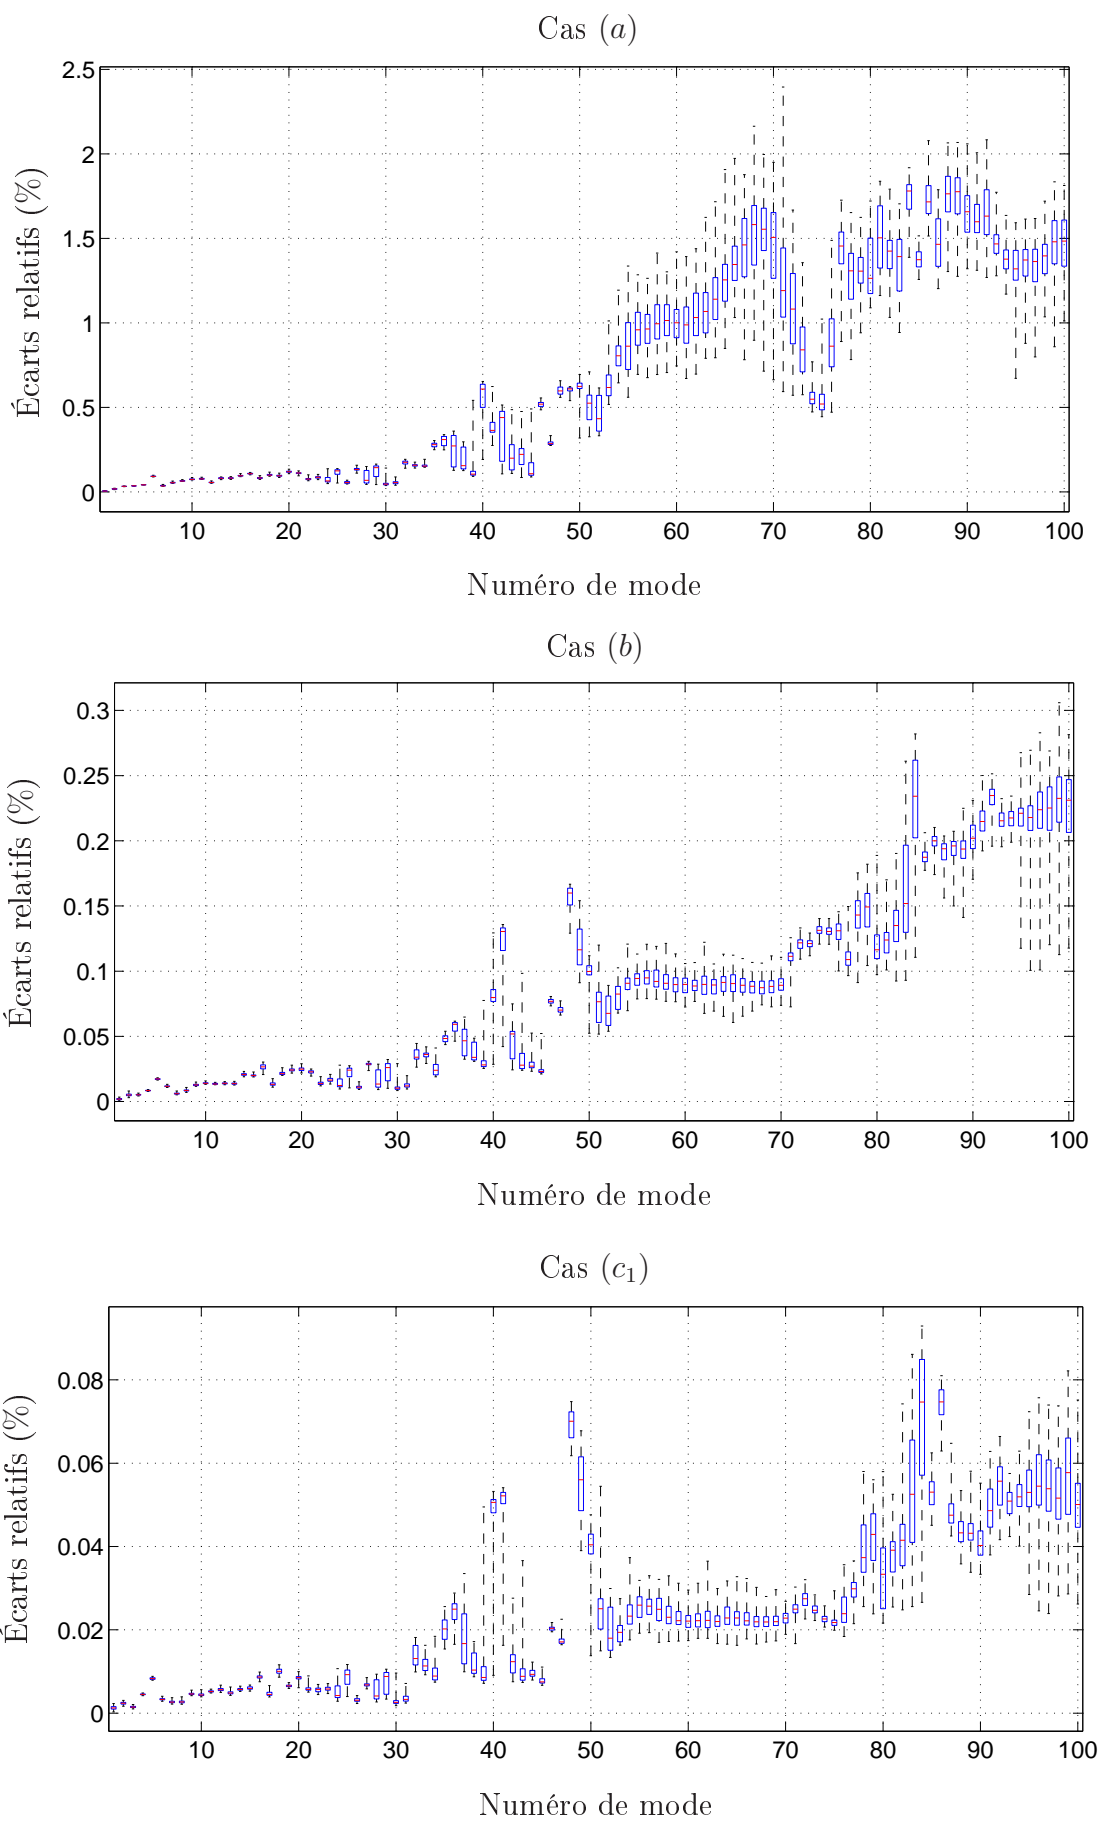 Cas (a)
2.5
2
1.5
1
0.5
0
Écarts relatifs (%)
10 20 30 40 50 60 70 80 90 100
Numéro de mode
Cas (b)
0.3
0.25
0.2
0.15
0.1
0.05
0
Écarts relatifs (%)
10 20 30 40 50 60 70 80 90 100
Numéro de mode
Cas (c₁)
0.08
0.06
0.04
0.02
0
Écarts relatifs (%)
10 20 30 40 50 60 70 80 90 100
Numéro de mode